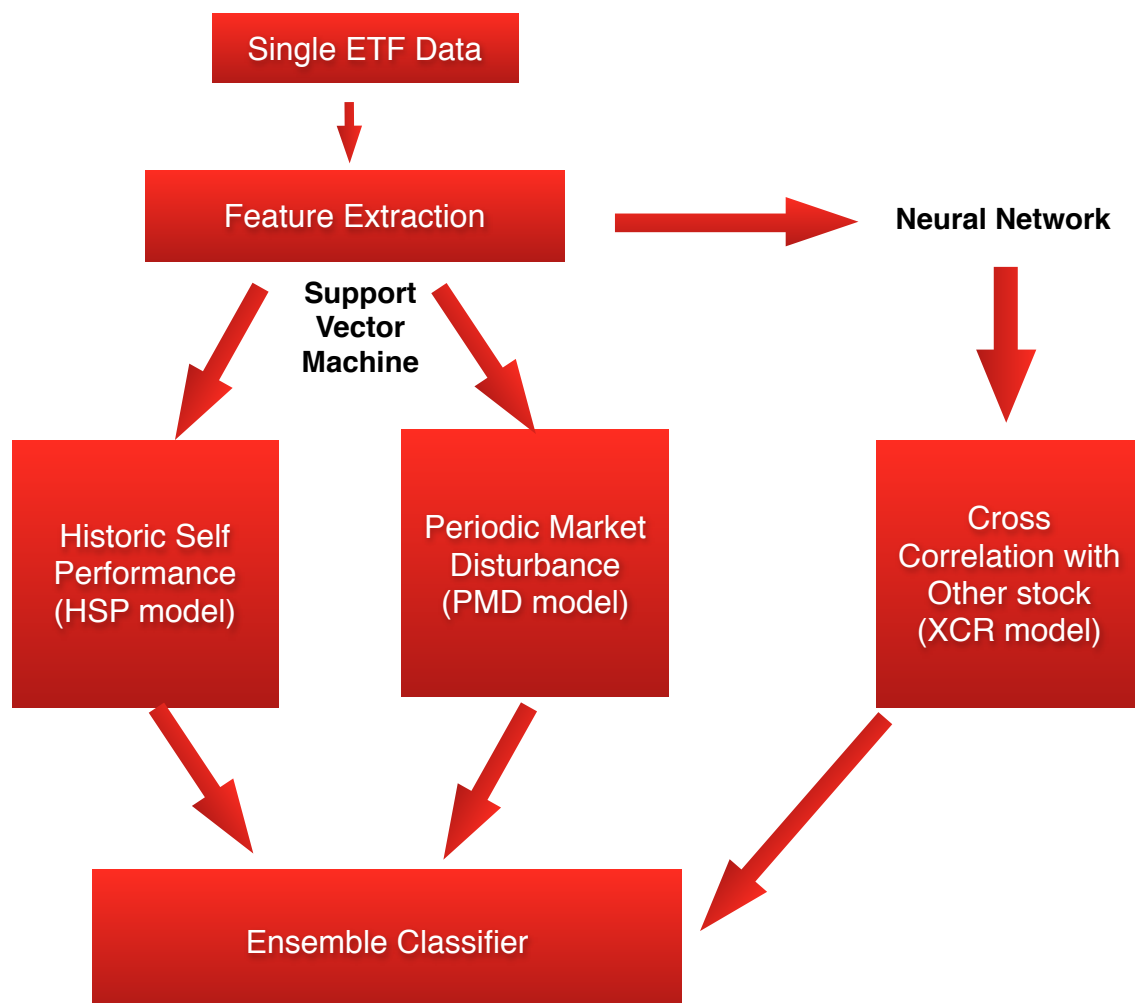 Single ETF Data
Feature Extraction
Neural Network
Support
Vector
Machine
Historic Self
Performance
(HSP model)
Periodic Market
Disturbance
(PMD model)
Cross
Correlation with
Other stock
(XCR model)
Ensemble Classifier